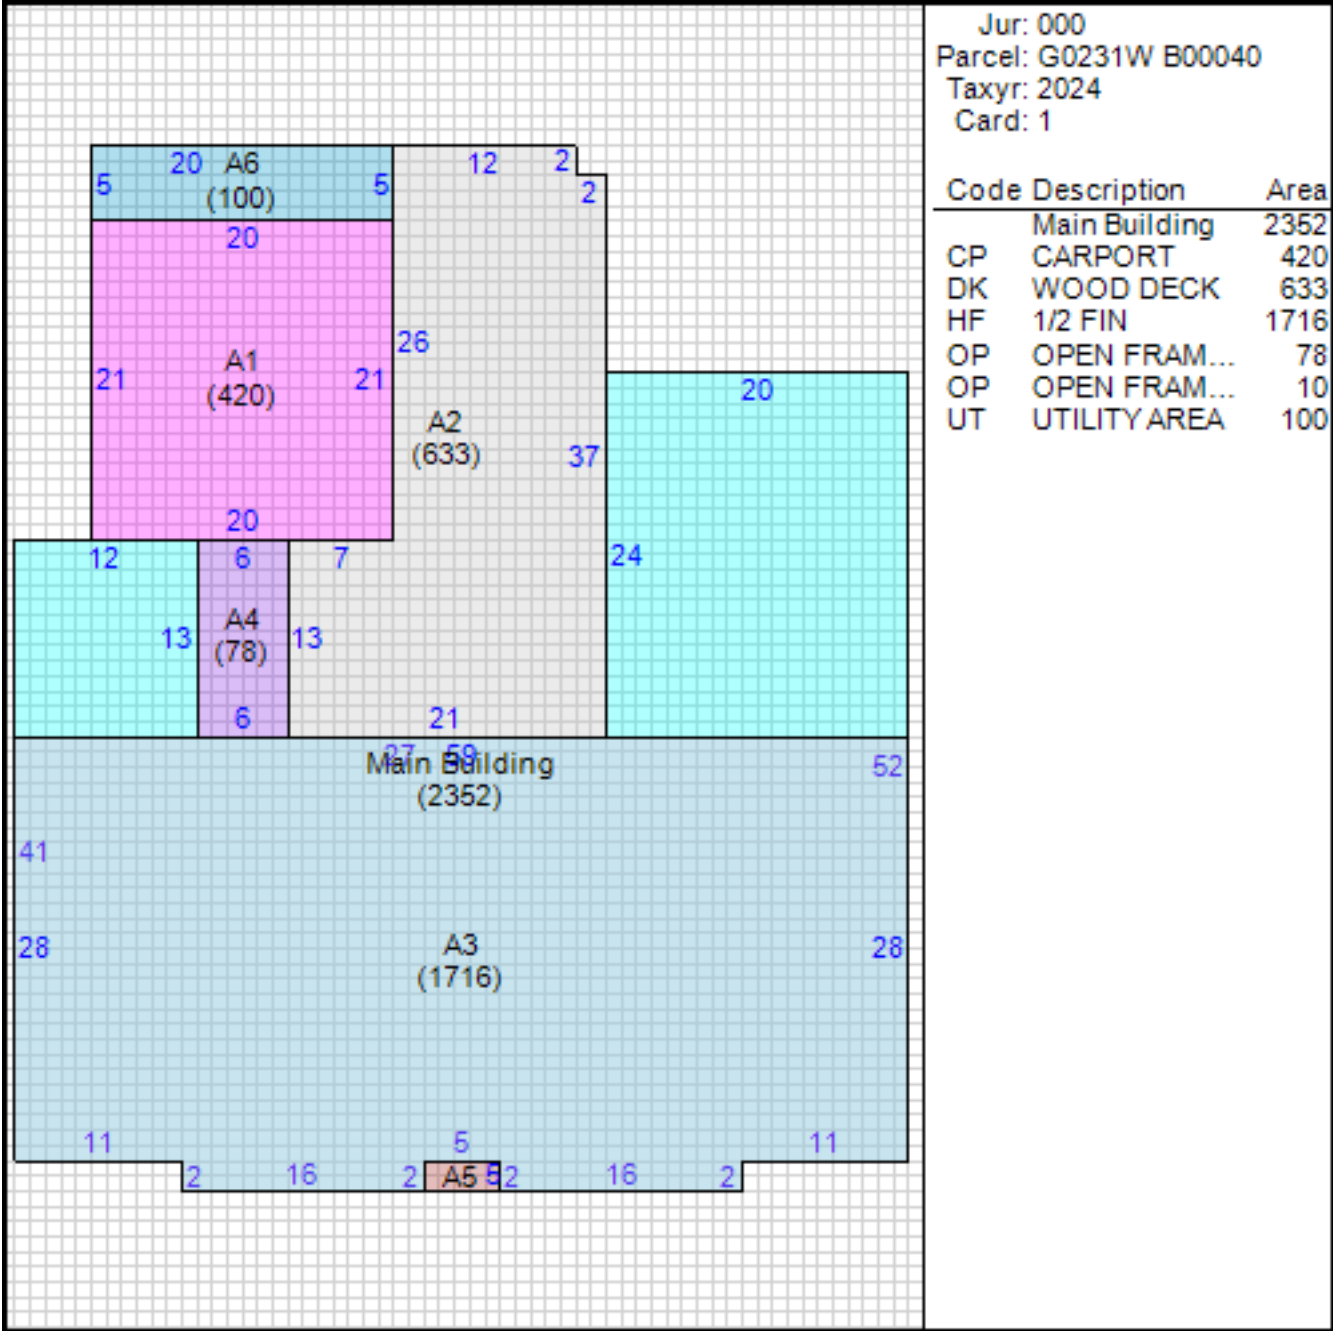 Jur: 000
Parcel: G0231W B00040
Taxyr: 2024
Card: 1
Code Description Area
Main Building 2352
CP CARPORT 420
DK WOOD DECK 633
HF 1/2 FIN 1716
OP OPEN FRAM... 78
OP OPEN FRAM... 10
UT UTILITY AREA 100
20 A6 12 2
5 (100) 5 2
20
26
A1
21 (420) 21
20
A2
(633) 37
20
12 6 7 24
A4
13 (78) 13
6 21
27 59
Main Building 52
(2352)
41
A3
28 28
(1716)
11 5 11
2 16 2 A5 5 2 16 2